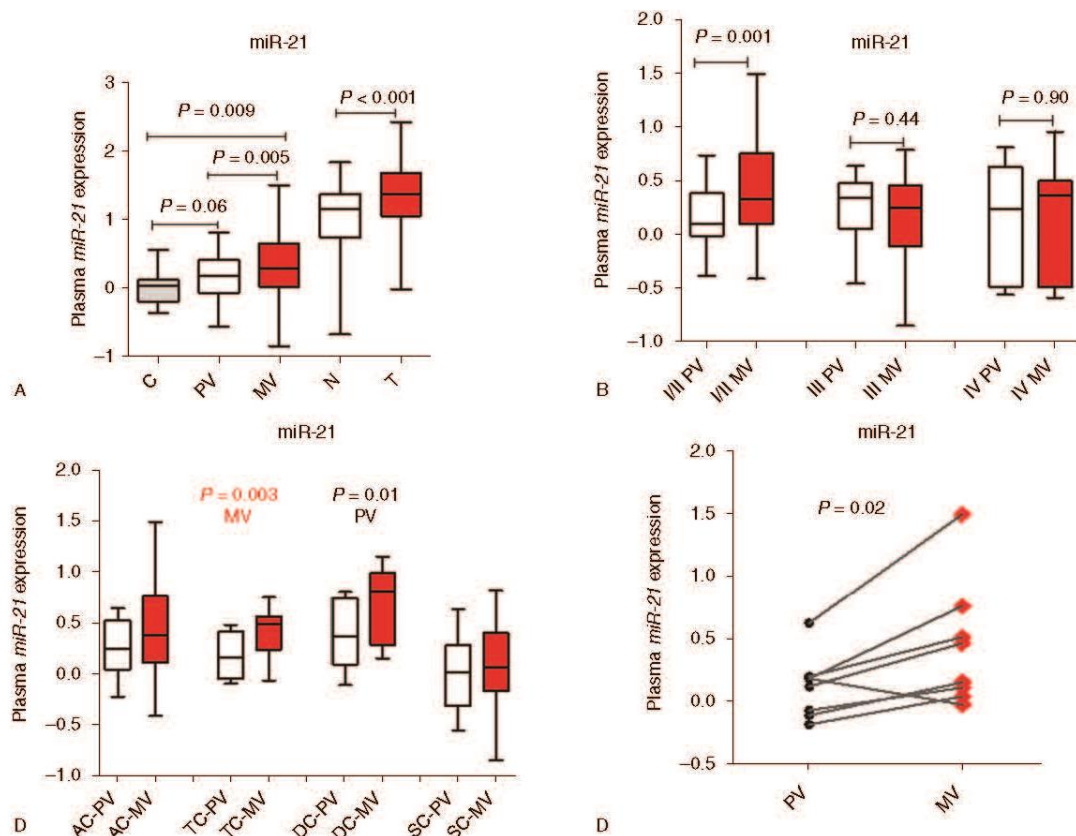 miR-21
Plasma miR-21 expression
3
2
1
0
–1
P = 0.009
P = 0.005
P = 0.06
P < 0.001
C
PV
MV
N
T
A
miR-21
Plasma miR-21 expression
2.0
1.5
1.0
0.5
0.0
–0.5
–1.0
P = 0.001
P = 0.44
P = 0.90
I/II PV
I/II MV
III PV
III MV
IV PV
IV MV
B
miR-21
Plasma miR-21 expression
2.0
1.5
1.0
0.5
0.0
–0.5
–1.0
P = 0.003
MV
P = 0.01
PV
AC-PV
AC-MV
TC-PV
TC-MV
DC-PV
DC-MV
SC-PV
SC-MV
D
miR-21
Plasma miR-21 expression
2.0
1.5
1.0
0.5
0.0
–0.5
P = 0.02
PV
MV
D